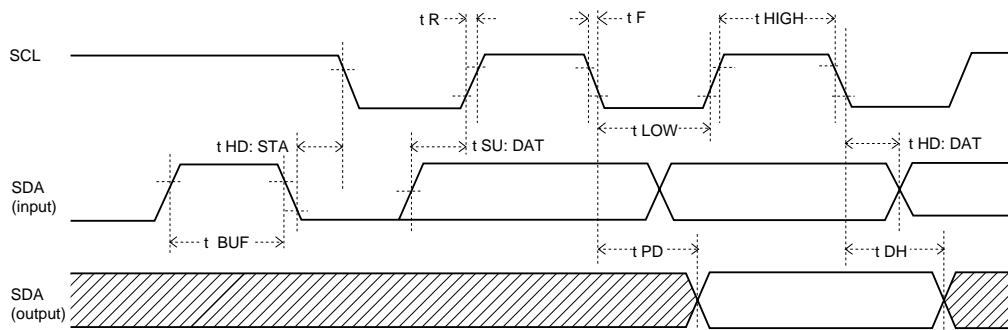 t R
t F
t HIGH
SCL
t LOW
t HD: STA
t SU: DAT
t HD: DAT
SDA
(input)
t BUF
t PD
t DH
SDA
(output)